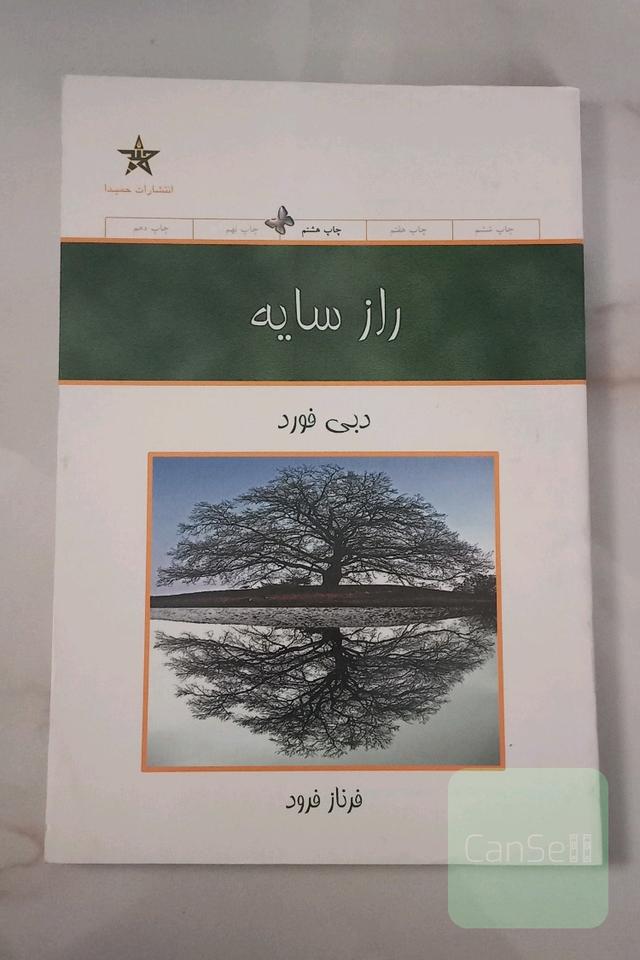 انتشارات حمیدا
چاپ ششم چاپ هفتم چاپ هشتم چاپ نهم چاپ دهم
راز سایه
دبی فورد
فرناز فرود
CanSell